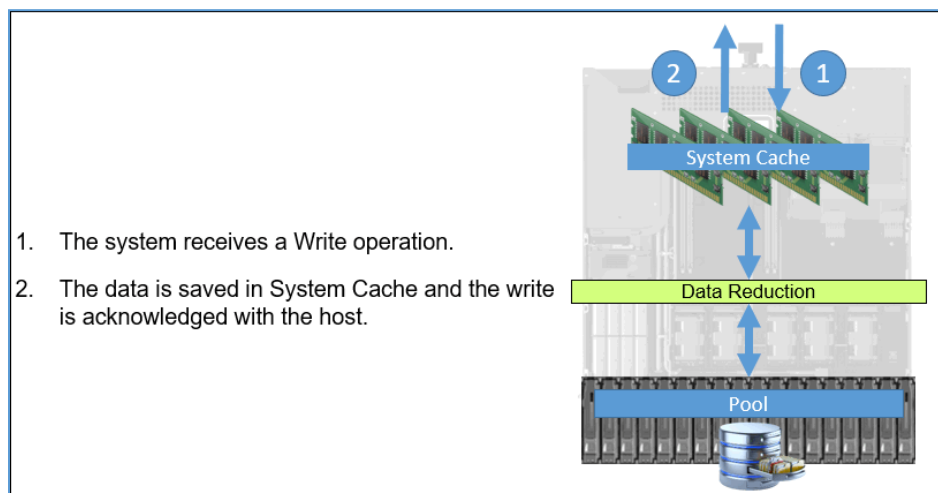 2
1
System Cache
1. The system receives a Write operation.
2. The data is saved in System Cache and the write
is acknowledged with the host.
Data Reduction
Pool